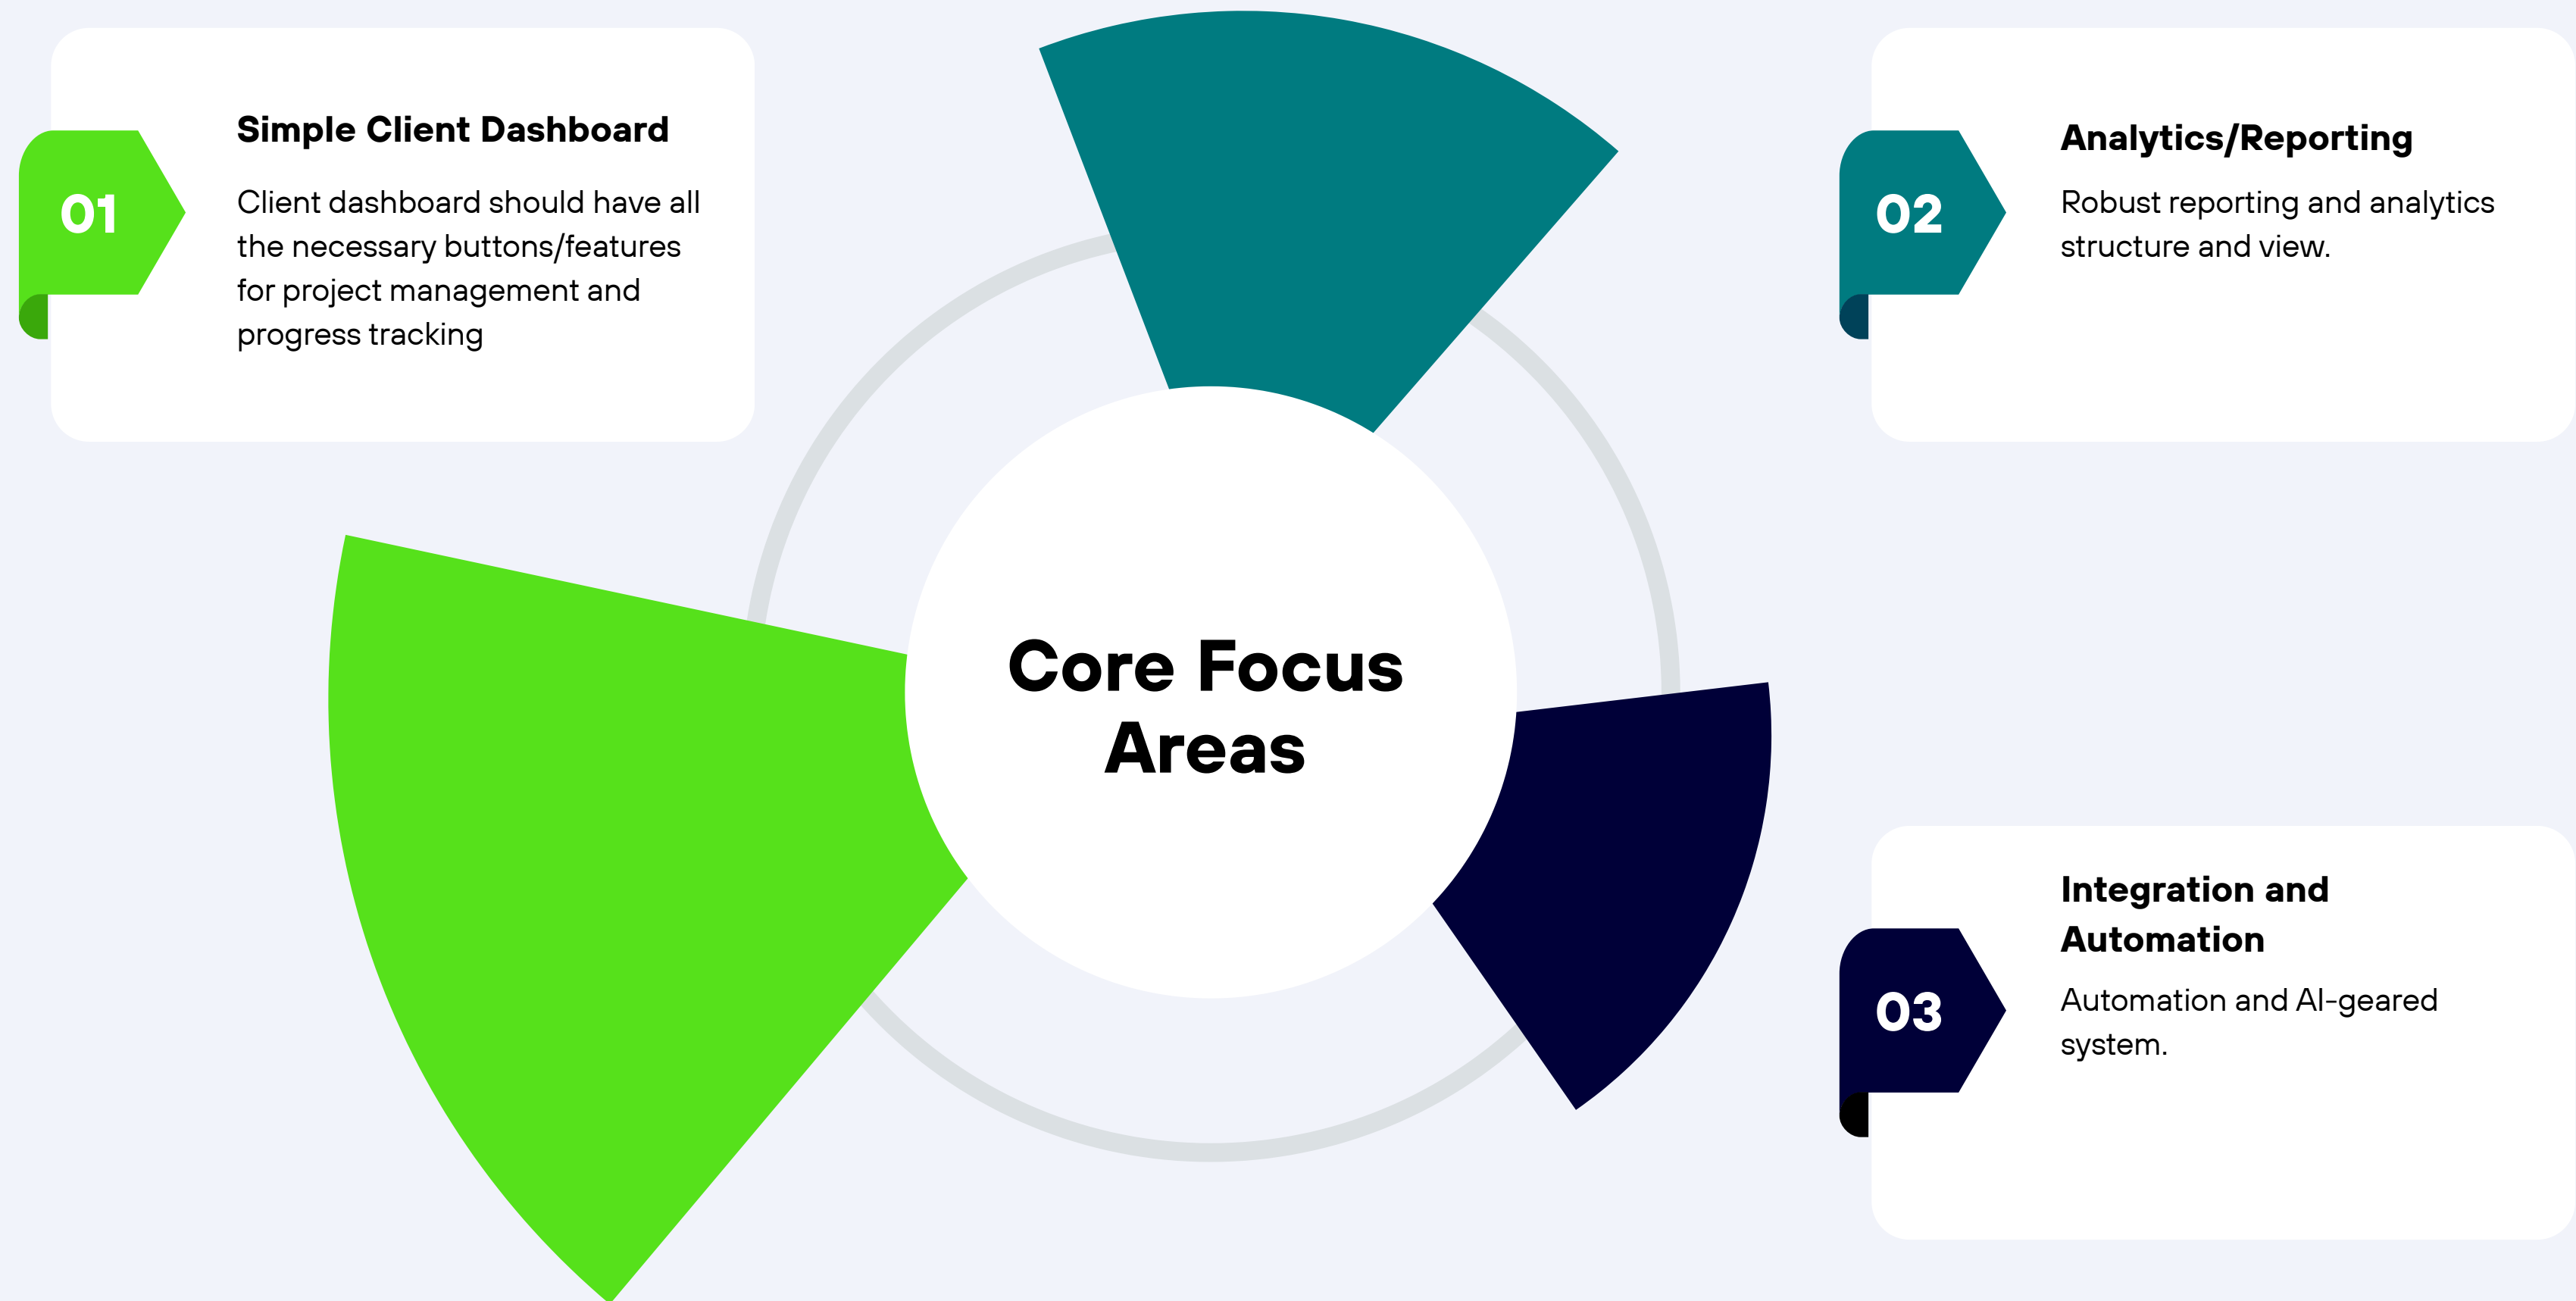 01
Simple Client Dashboard
Client dashboard should have all
the necessary buttons/features
for project management and
progress tracking
02
Analytics/Reporting
Robust reporting and analytics
structure and view.
Core Focus
Areas
03
Integration and
Automation
Automation and AI-geared
system.